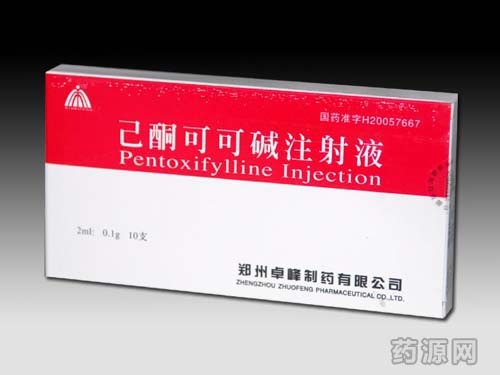 国药准字H20057667
己酮可可碱注射液
Pentoxifylline Injection
2ml: 0.1g 10支
郑州卓峰制药有限公司
ZHENGZHOU ZHUOFENG PHARMACEUTICAL CO.,LTD.
药源网